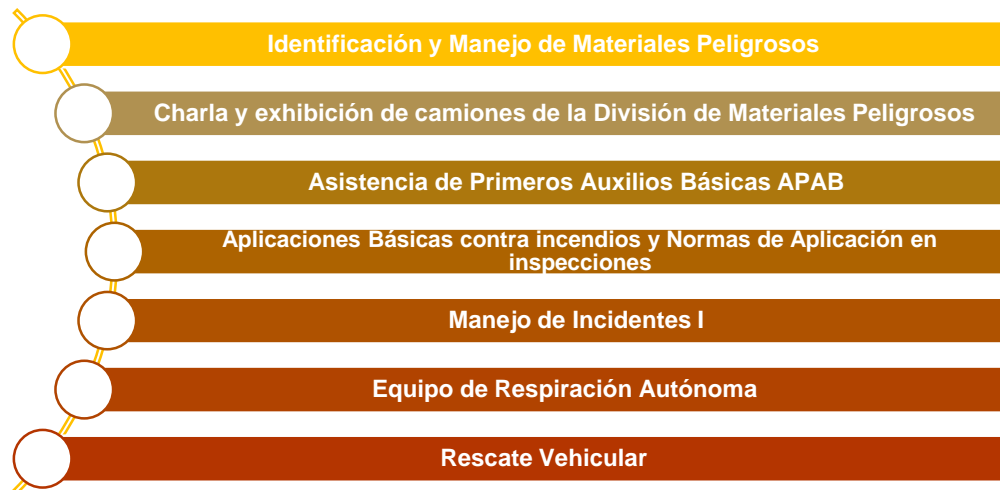 Identificación y Manejo de Materiales Peligrosos
Charla y exhibición de camiones de la División de Materiales Peligrosos
Asistencia de Primeros Auxilios Básicas APAB
Aplicaciones Básicas contra incendios y Normas de Aplicación en
inspecciones
Manejo de Incidentes I
Equipo de Respiración Autónoma
Rescate Vehicular